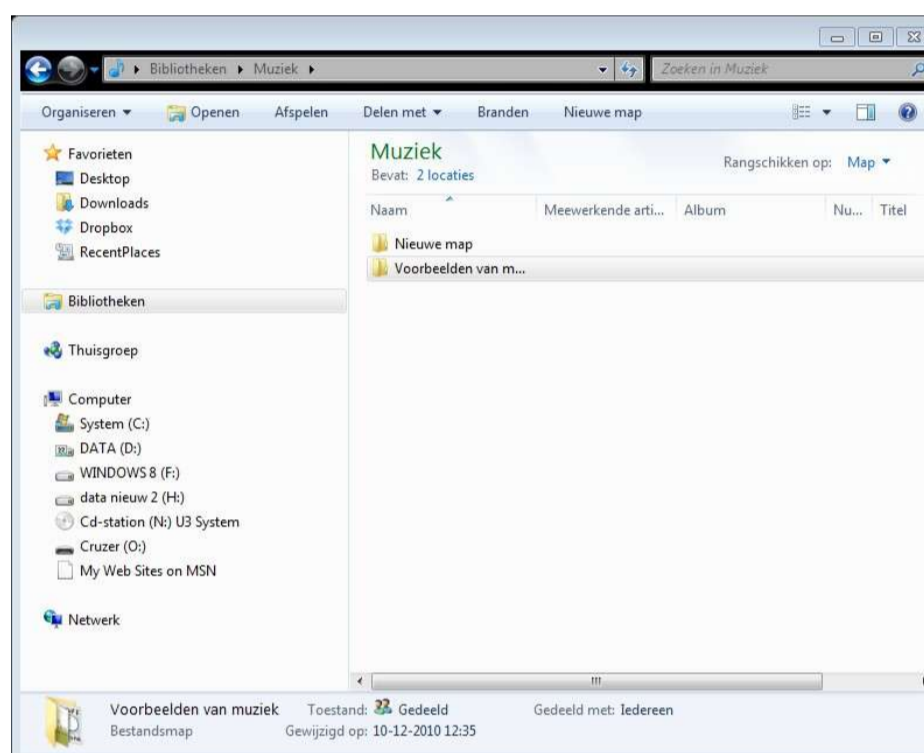 Bibliotheken Muziek
Zoeken in Muziek
Organiseren Openen Afspelen Delen met Branden Nieuwe map
Favorieten
Desktop
Downloads
Dropbox
RecentPlaces
Bibliotheken
Thuisgroep
Computer
System (C:)
DATA (D:)
WINDOWS 8 (F:)
data nieuw 2 (H:)
Cd-station (N:) U3 System
Cruzer (O:)
My Web Sites on MSN
Netwerk
Muziek
Bevat: 2 locaties
Rangschikken op: Map
Naam Meewerkende arti... Album Nu... Titel
Nieuwe map
Voorbeelden van m...
Voorbeelden van muziek Toestand: Gedeeld Gedeeld met: Iedereen
Bestandsmap Gewijzigd op: 10-12-2010 12:35